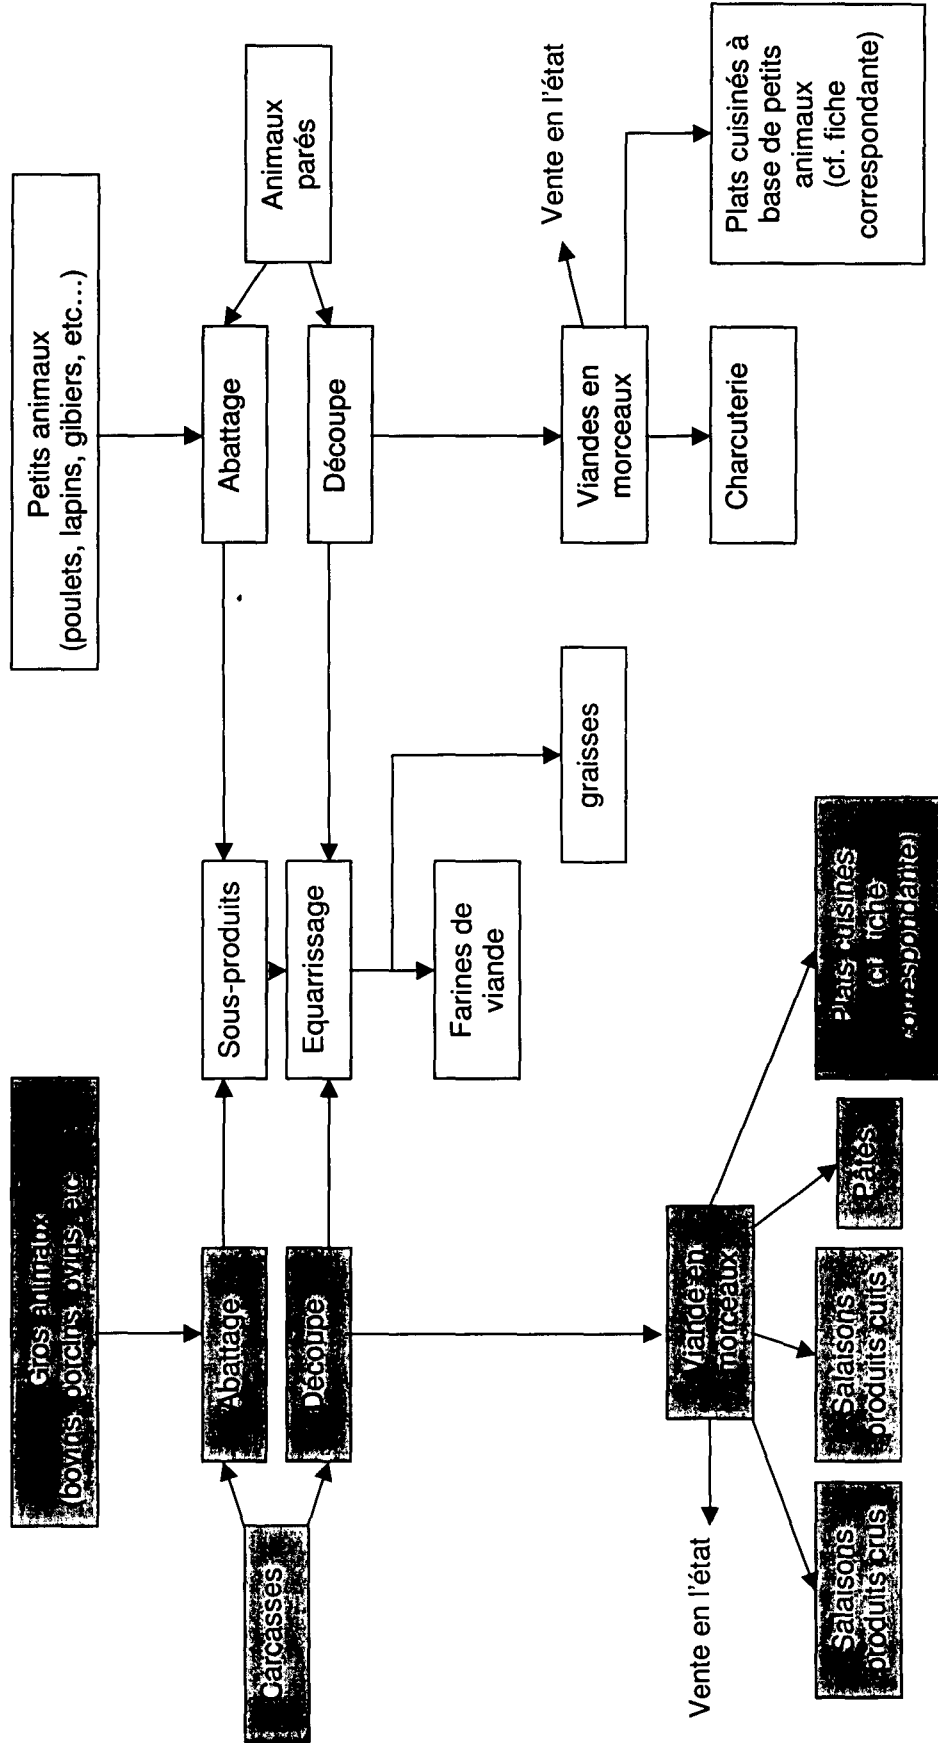 Gros animaux
(bovins, porcins, ovins, etc
Petits animaux
(poulets, lapins, gibiers, etc...)
Carcasses
Abattage
Découpe
Sous-produits
Equarrissage
Abattage
Découpe
Animaux
parés
Farines de
viande
graisses
Viande en
morceaux
Vente en l'état
Viandes en
morceaux
Vente en l'état
Salaisons
produits crus
Salaisons
produits cuits
Pâtés
Plats cuisinés
(cf. fiche
correspondante)
Charcuterie
Plats cuisinés à
base de petits
animaux
(cf. fiche
correspondante)